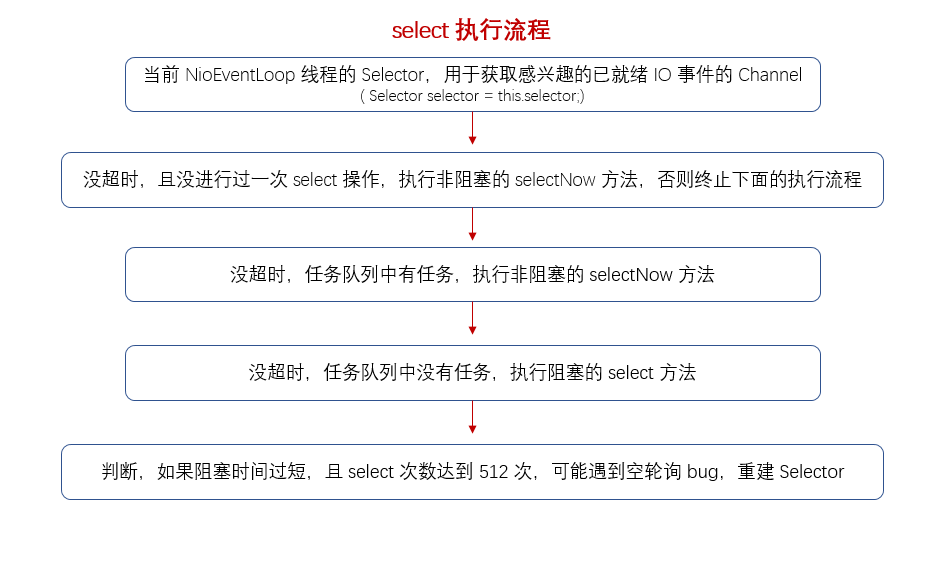 select 执行流程
当前 NioEventLoop 线程的 Selector，用于获取感兴趣的已就绪 IO 事件的 Channel
( Selector selector = this.selector;)
没超时，且没进行过一次 select 操作，执行非阻塞的 selectNow 方法，否则终止下面的执行流程
没超时，任务队列中有任务，执行非阻塞的 selectNow 方法
没超时，任务队列中没有任务，执行阻塞的 select 方法
判断，如果阻塞时间过短，且 select 次数达到 512 次，可能遇到空轮询 bug，重建 Selector